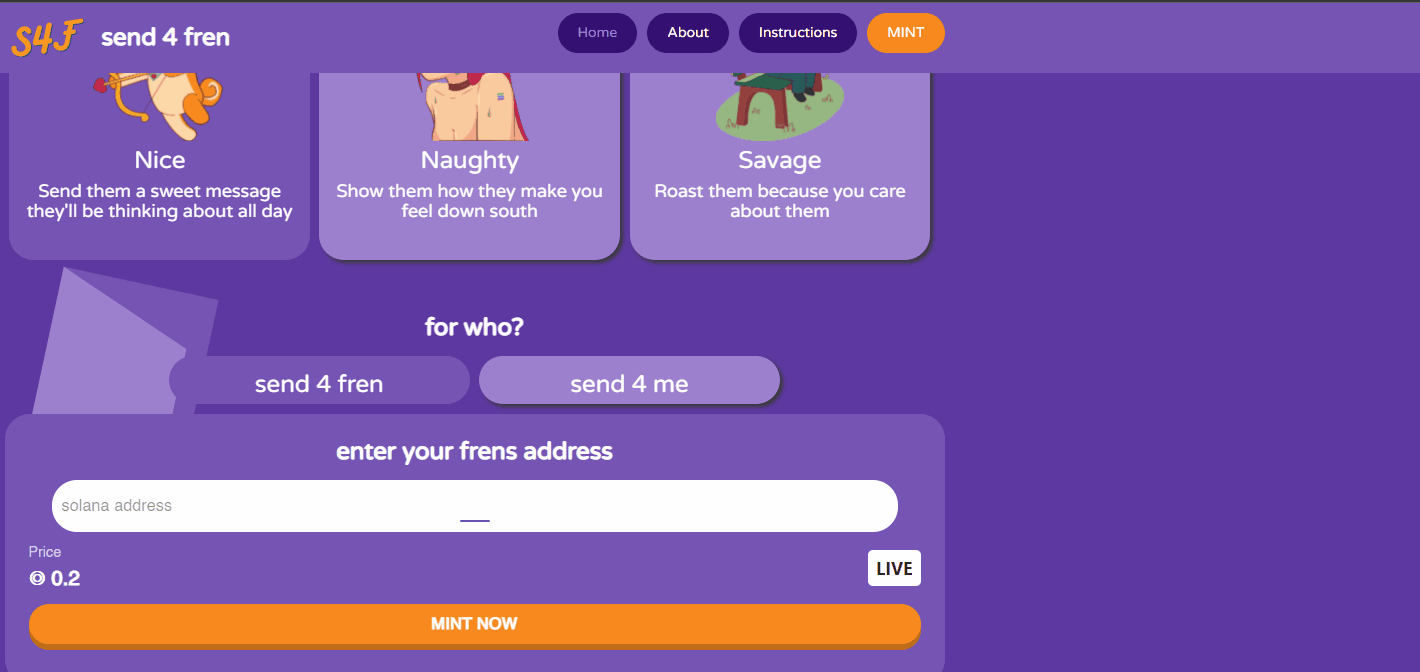 S4F send 4 fren Home About Instructions MINT
Nice
Send them a sweet message
they'll be thinking about all day
Naughty
Show them how they make you
feel down south
Savage
Roast them because you care
about them
for who?
send 4 fren
send 4 me
enter your frens address
solana address
Price
0.2
LIVE
MINT NOW